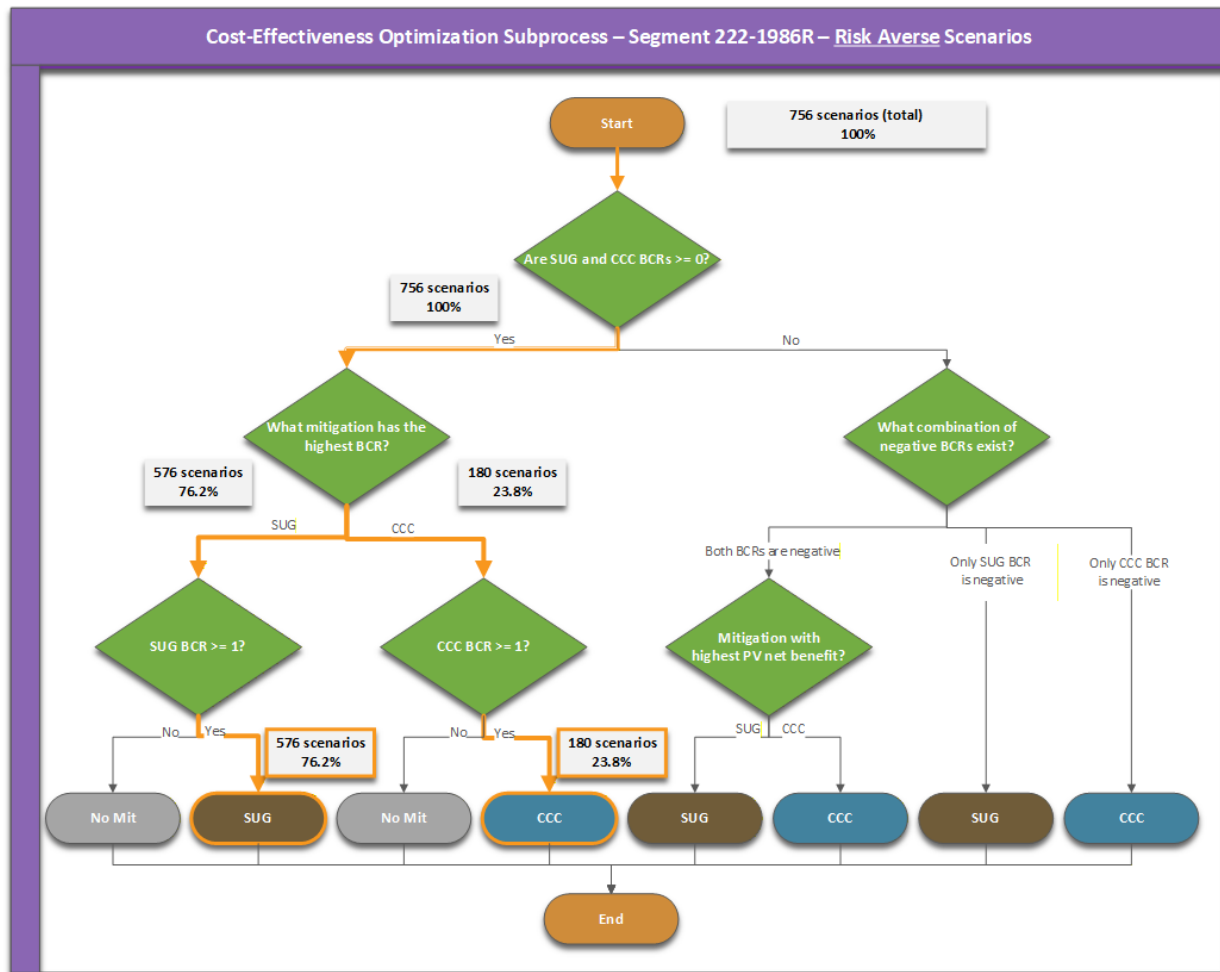 Cost-Effectiveness Optimization Subprocess – Segment 222-1986R – Risk Averse Scenarios
Start
756 scenarios (total)
100%
Are SUG and CCC BCRs >= 0?
756 scenarios
100%
Yes
No
What mitigation has the
highest BCR?
What combination of
negative BCRs exist?
576 scenarios
76.2%
180 scenarios
23.8%
SUG
CCC
Both BCRs are negative
Only SUG BCR
is negative
Only CCC BCR
is negative
SUG BCR >= 1?
CCC BCR >= 1?
Mitigation with
highest PV net benefit?
No
Yes
576 scenarios
76.2%
No
Yes
180 scenarios
23.8%
SUG
CCC
No Mit
SUG
No Mit
CCC
SUG
CCC
SUG
CCC
End